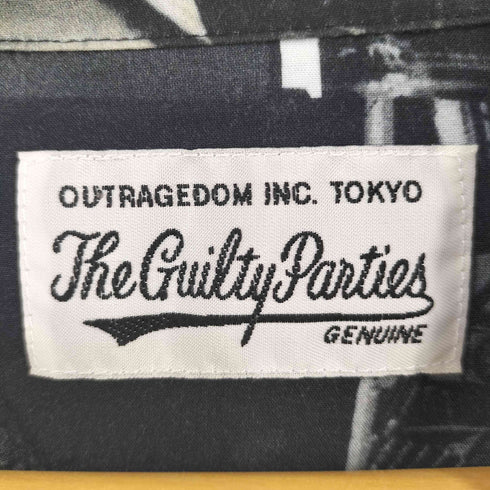 OUTRAGEDOM INC. TOKYO
The Guilty Parties
GENUINE